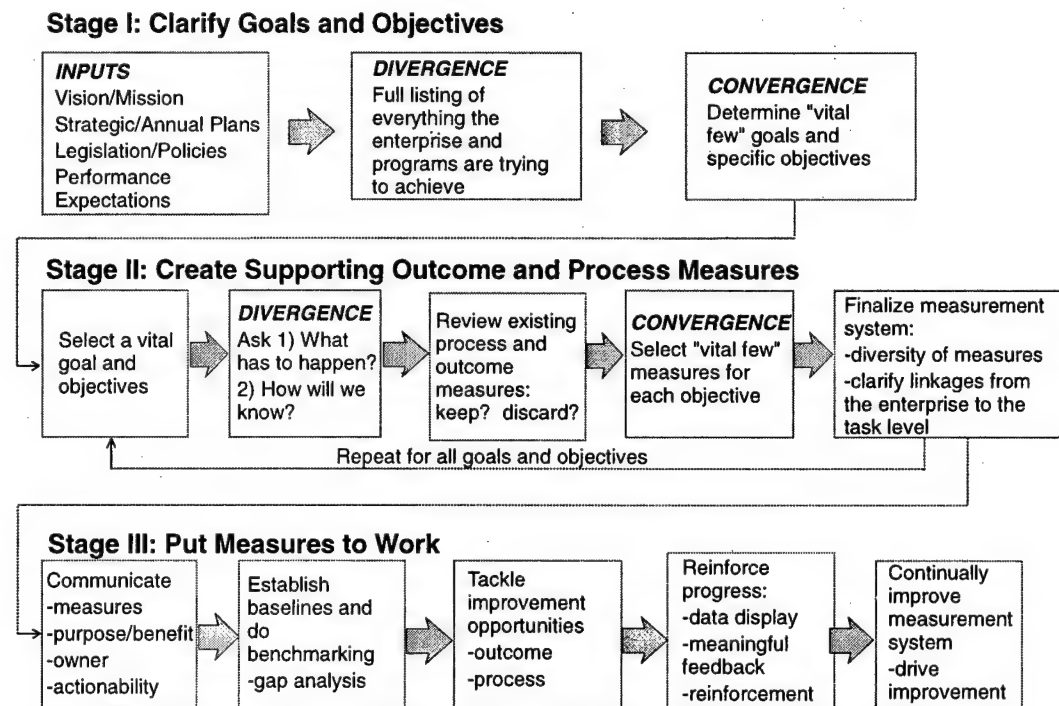 Stage I: Clarify Goals and Objectives
INPUTS
Vision/Mission
Strategic/Annual Plans
Legislation/Policies
Performance
Expectations
DIVERGENCE
Full listing of
everything the
enterprise and
programs are trying
to achieve
CONVERGENCE
Determine "vital
few" goals and
specific objectives
Stage II: Create Supporting Outcome and Process Measures
Select a vital
goal and
objectives
DIVERGENCE
Ask 1) What
has to happen?
2) How will we
know?
Review existing
process and
outcome
measures:
keep? discard?
CONVERGENCE
Select "vital few"
measures for
each objective
Finalize measurement
system:
-diversity of measures
-clarify linkages from
the enterprise to the
task level
Repeat for all goals and objectives
Stage III: Put Measures to Work
Communicate
-measures
-purpose/benefit
-owner
-actionability
Establish
baselines and
do
benchmarking
-gap analysis
Tackle
improvement
opportunities
-outcome
-process
Reinforce
progress:
-data display
-meaningful
feedback
-reinforcement
Continually
improve
measurement
system
-drive
improvement